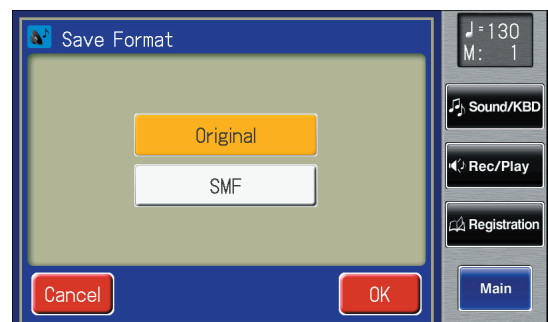 Save Format
Original
SMF
Cancel
OK
♩=130
M: 1
Sound/KBD
Rec/Play
Registration
Main